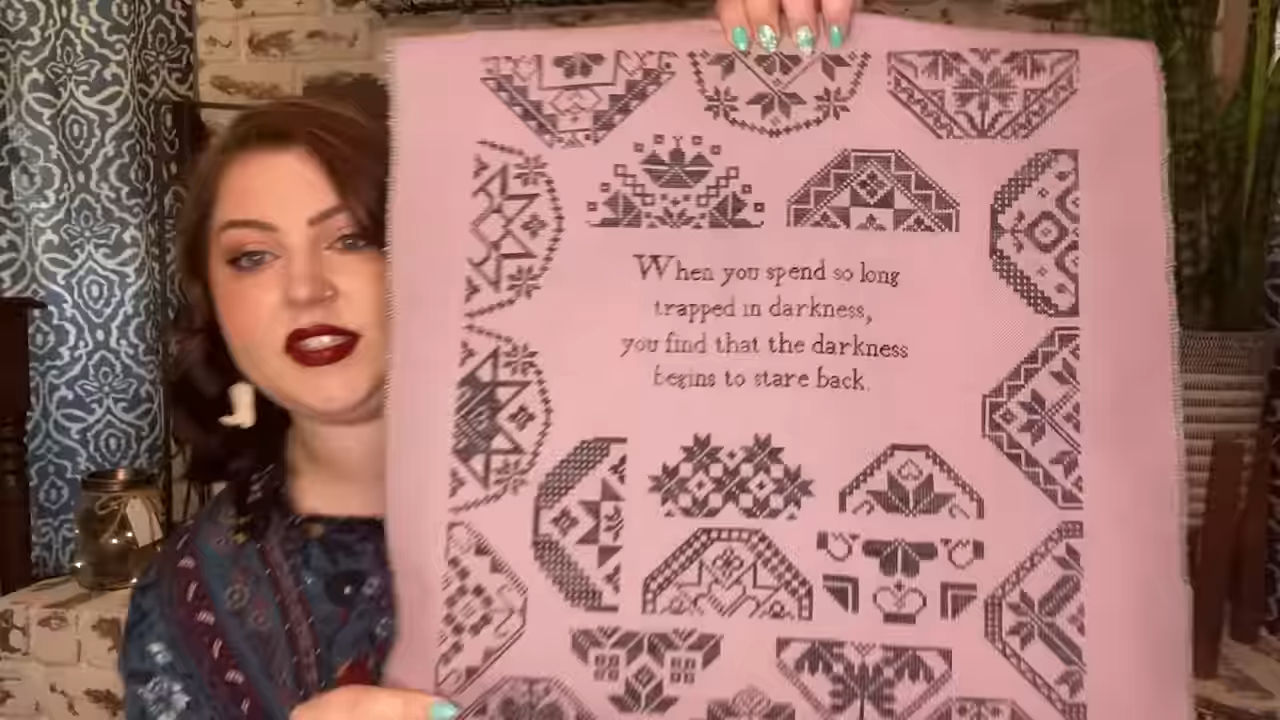 When you spend so long
trapped in darkness,
you find that the darkness
begins to stare back.